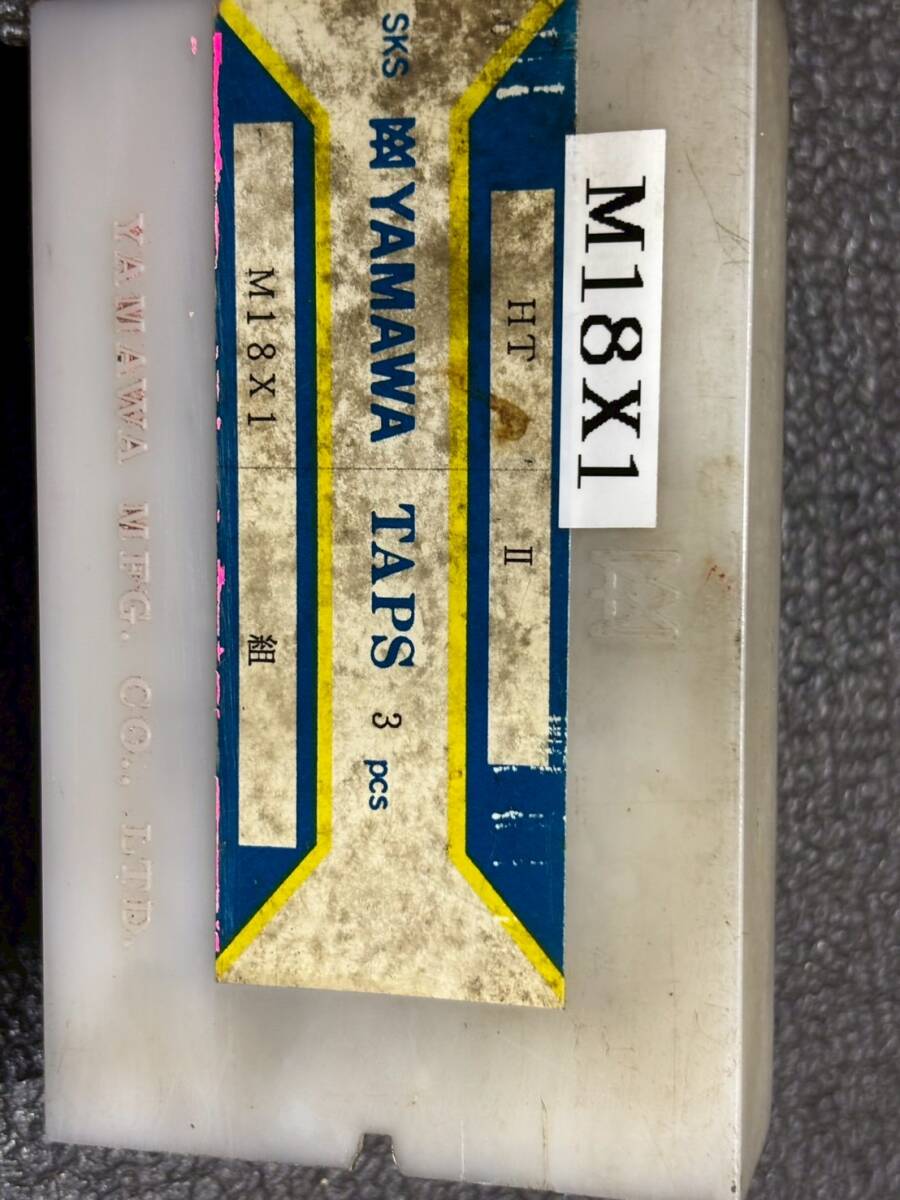 M18X1
HT II
SKS YAMAWA TAPS 3 pcs
M18X1 組
YAMAWA MFG. CO., LTD.